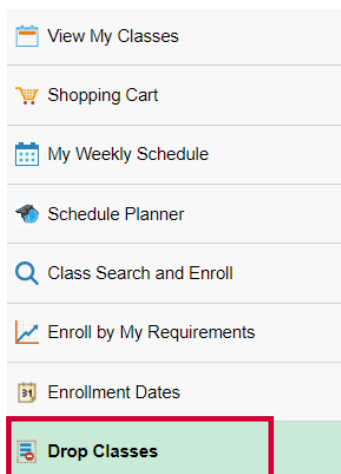 View My Classes
Shopping Cart
My Weekly Schedule
Schedule Planner
Class Search and Enroll
Enroll by My Requirements
31 Enrollment Dates
Drop Classes